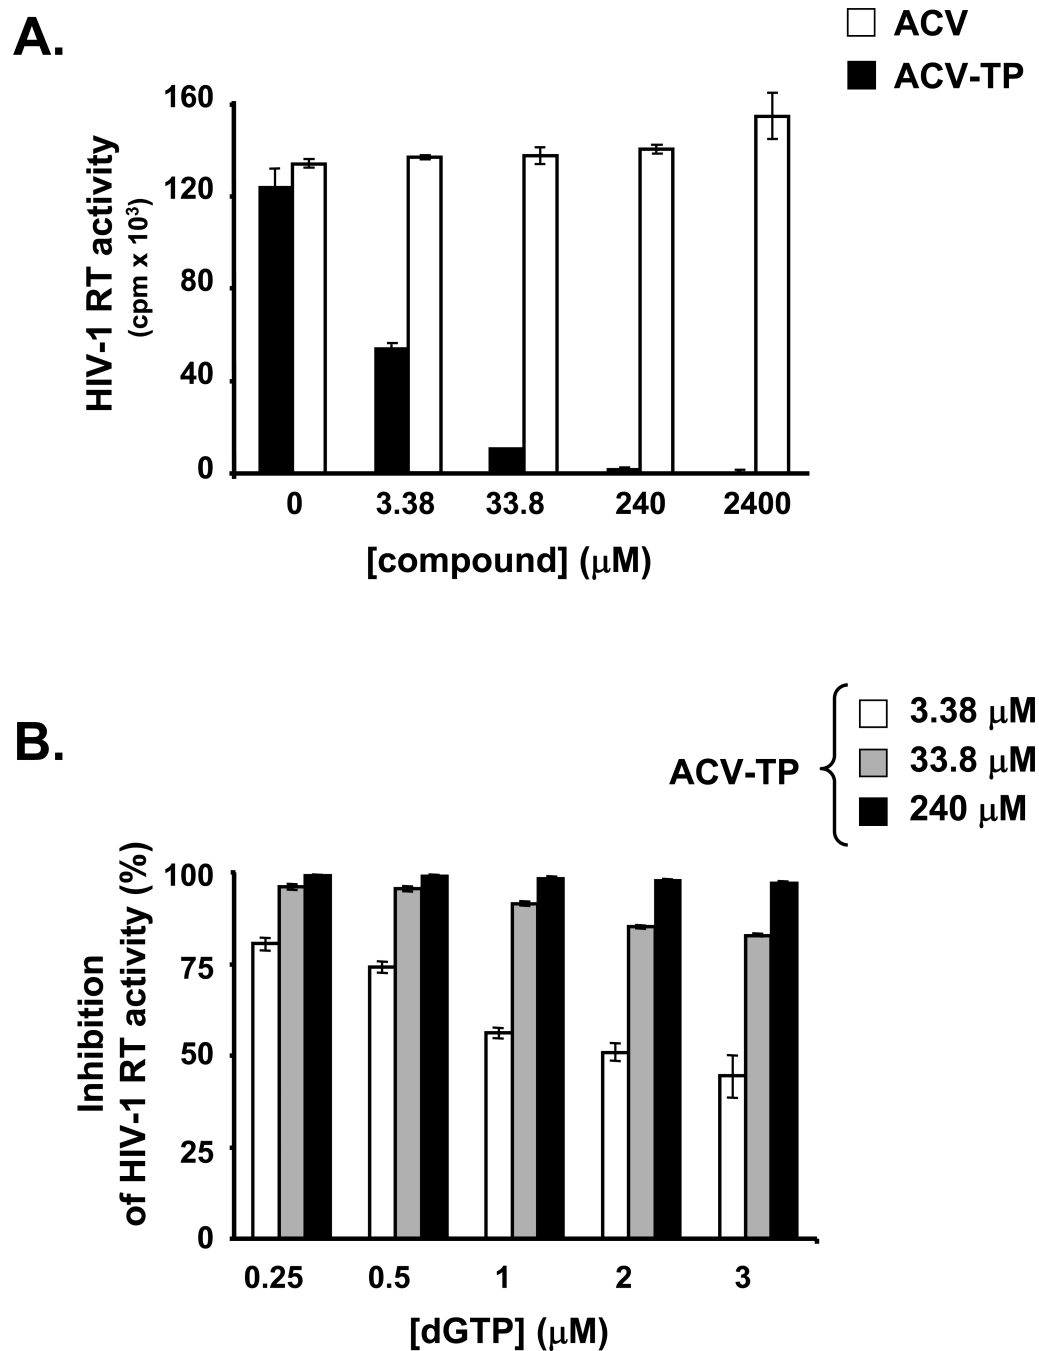 A.
ACV
ACV-TP
160
120
80
40
0
HIV-1 RT activity
(cpm x 10³)
0 3.38 33.8 240 2400
[compound] (μM)
B.
ACV-TP
3.38 μM
33.8 μM
240 μM
100
75
50
25
0
Inhibition
of HIV-1 RT activity (%)
0.25 0.5 1 2 3
[dGTP] (μM)